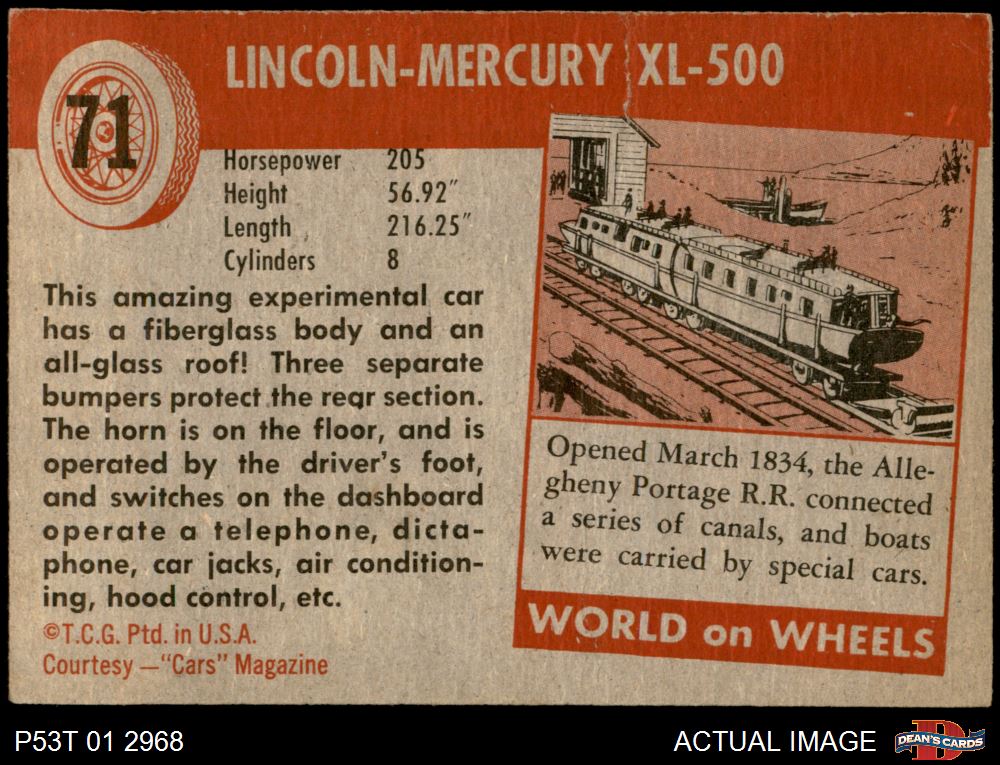 71
LINCOLN-MERCURY XL-500
Horsepower 205
Height 56.92"
Length 216.25"
Cylinders 8
This amazing experimental car
has a fiberglass body and an
all-glass roof! Three separate
bumpers protect the rear section.
The horn is on the floor, and is
operated by the driver's foot,
and switches on the dashboard
operate a telephone, dicta-
phone, car jacks, air condition-
ing, hood control, etc.
©T.C.G. Ptd. in U.S.A.
Courtesy —"Cars" Magazine
Opened March 1834, the Alle-
gheny Portage R.R. connected
a series of canals, and boats
were carried by special cars.
WORLD on WHEELS
P53T 01 2968
ACTUAL IMAGE
DEAN'S CARDS